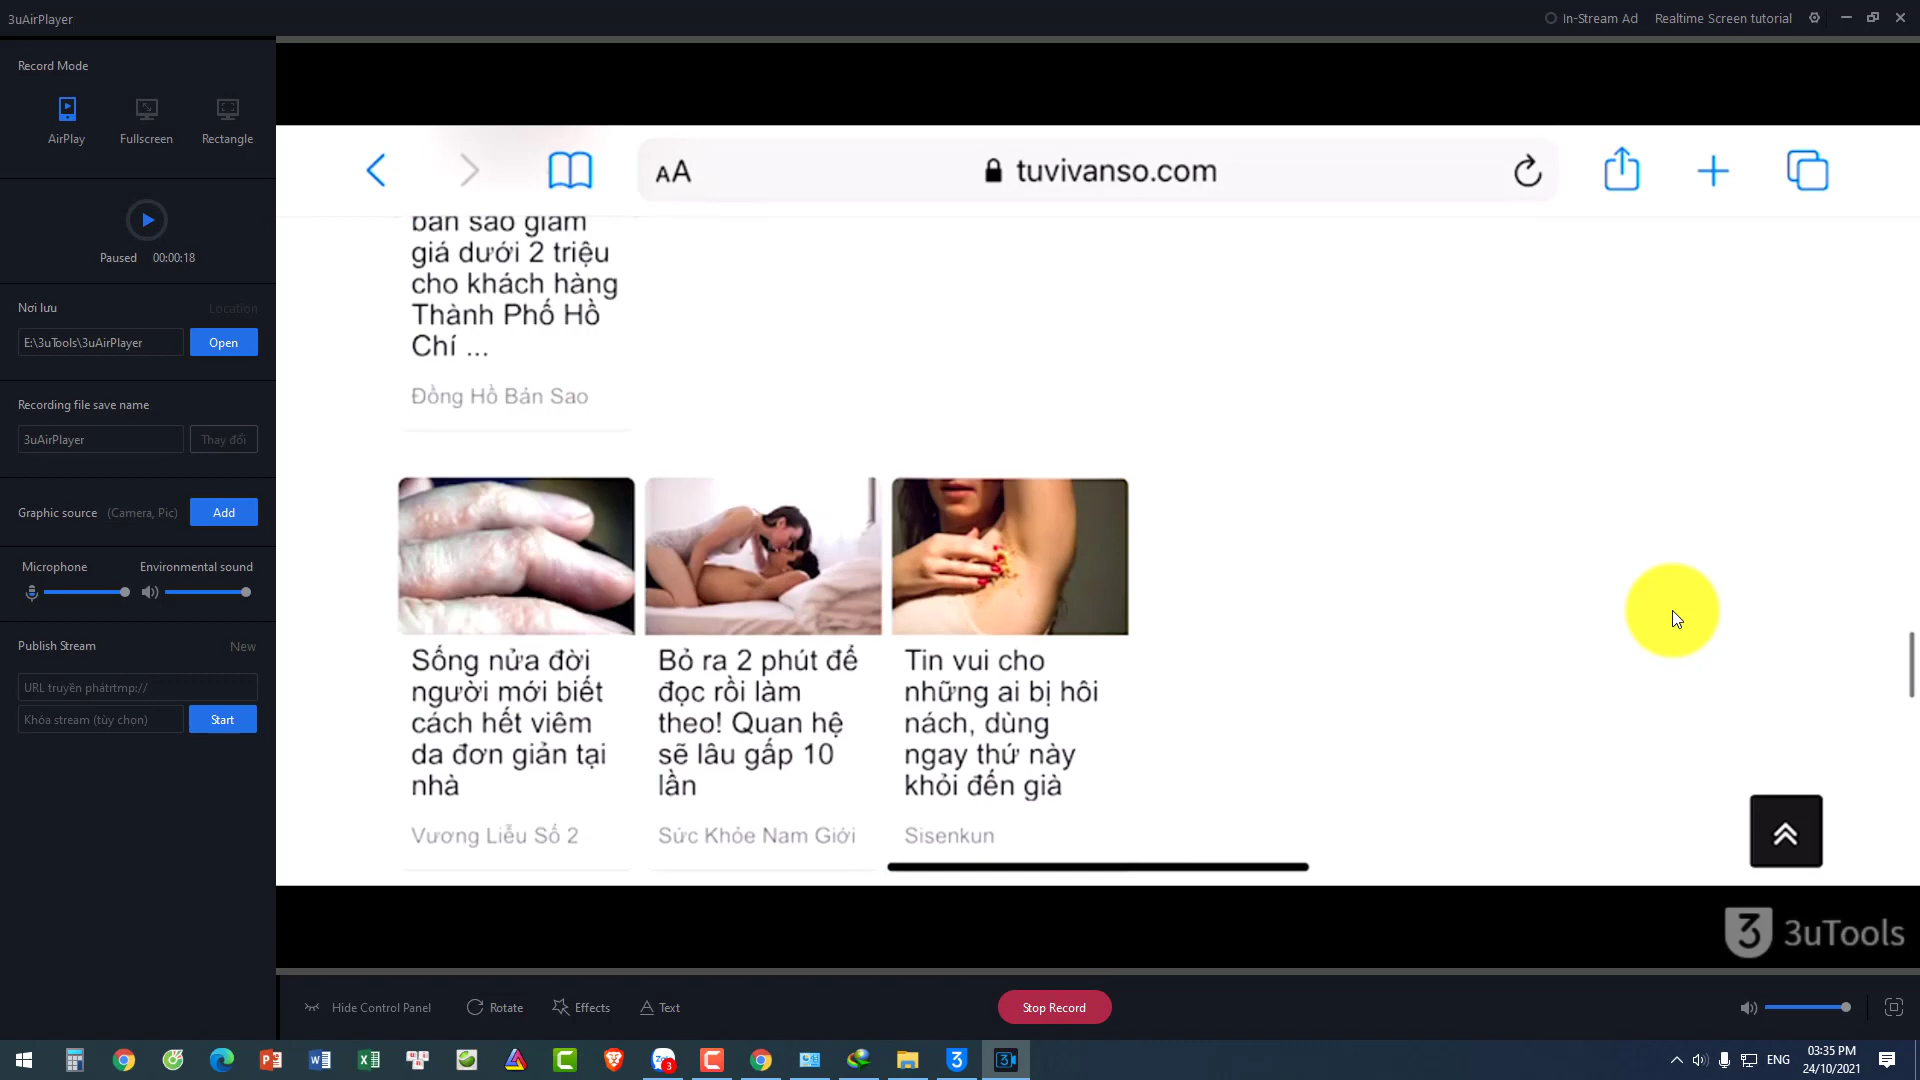 3uAirPlayer
In-Stream Ad
Realtime Screen tutorial
Record Mode
AirPlay
Fullscreen
Rectangle
Paused 00:00:18
Nơi lưu
Location
E:\3uTools\3uAirPlayer
Open
Recording file save name
3uAirPlayer
Thay đổi
Graphic source (Camera, Pic)
Add
Microphone
Environmental sound
Publish Stream
New
URL truyền phátrtmp://
Khóa stream (tùy chọn)
Start
AA
tuvivanso.com
bản sao giảm
giá dưới 2 triệu
cho khách hàng
Thành Phố Hồ
Chí ...
Đồng Hồ Bản Sao
Sống nửa đời
người mới biết
cách hết viêm
da đơn giản tại
nhà
Vương Liễu Số 2
Bỏ ra 2 phút để
đọc rồi làm
theo! Quan hệ
sẽ lâu gấp 10
lần
Sức Khỏe Nam Giới
Tin vui cho
những ai bị hôi
nách, dùng
ngay thứ này
khỏi đến già
Sisenkun
3uTools
Hide Control Panel
Rotate
Effects
Text
Stop Record
ENG
03:35 PM
24/10/2021